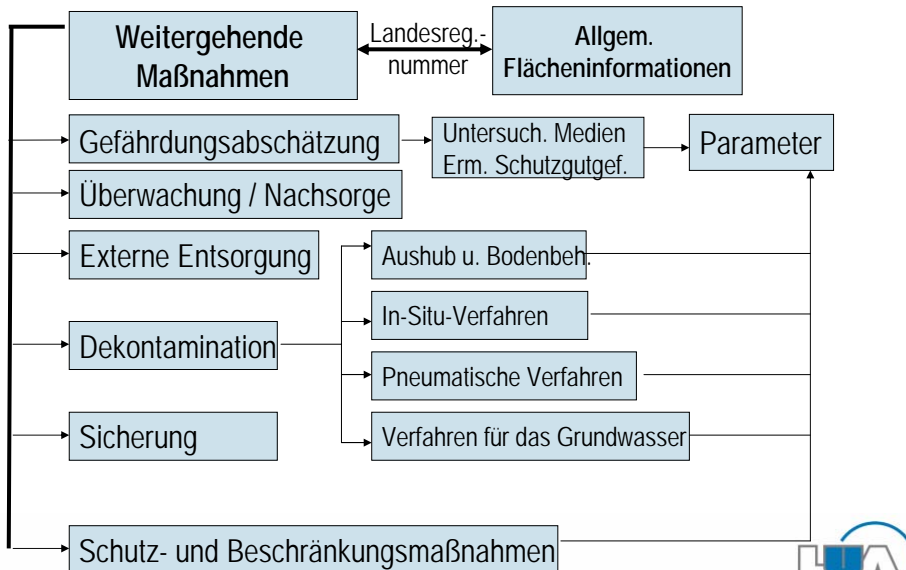 Weitergehende
Maßnahmen
Landesreg.-
nummer
Allgem.
Flächeninformationen
Gefährdungsabschätzung
Untersuch. Medien
Erm. Schutzgutgef.
Parameter
Überwachung / Nachsorge
Externe Entsorgung
Aushub u. Bodenbeh.
In-Situ-Verfahren
Dekontamination
Pneumatische Verfahren
Sicherung
Verfahren für das Grundwasser
Schutz- und Beschränkungsmaßnahmen